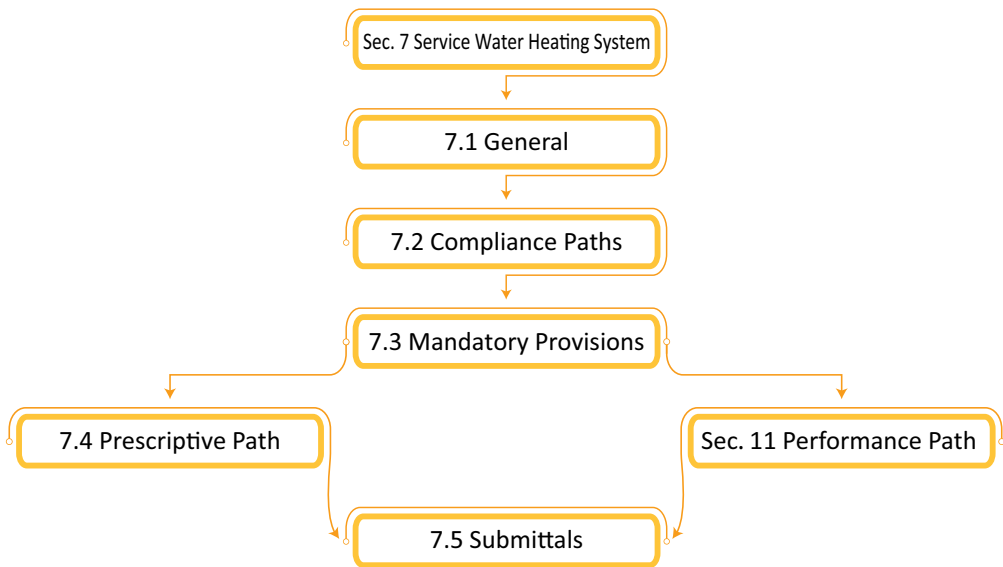 Sec. 7 Service Water Heating System
7.1 General
7.2 Compliance Paths
7.3 Mandatory Provisions
7.4 Prescriptive Path
Sec. 11 Performance Path
7.5 Submittals